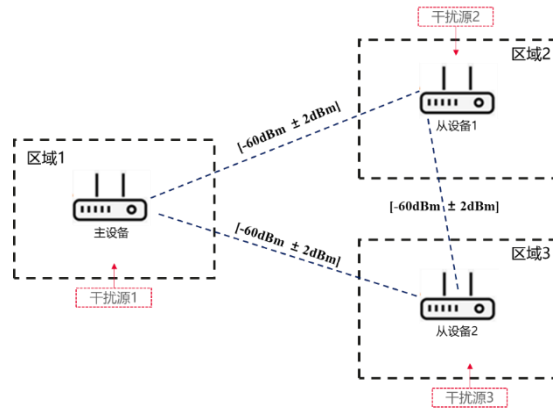 干扰源2
区域2
从设备1
[-60dBm ± 2dBm]
区域1
主设备
[-60dBm ± 2dBm]
[-60dBm ± 2dBm]
区域3
干扰源1
从设备2
干扰源3